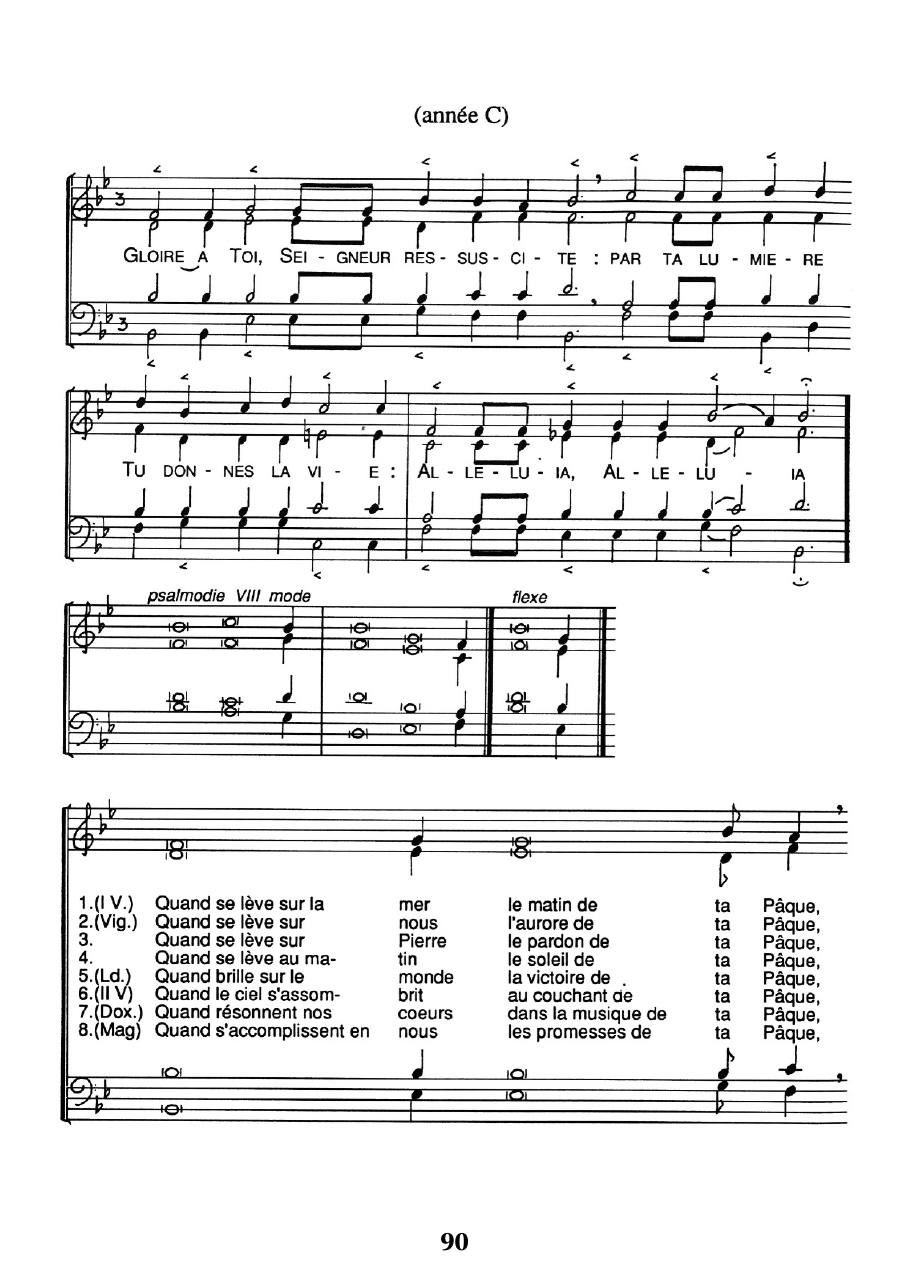 (année C)
3
GLOIRE A TOI, SEI - GNEUR RES- SUS- CI - TE : PAR TA LU - MIE - RE
3
TU DON - NES LA VI - E : AL - LE - LU - IA, AL - LE - LU - IA
psalmodie VIII mode flexe
1.(I V.) Quand se lève sur la mer le matin de ta Pâque,
2.(Vig.) Quand se lève sur nous l'aurore de ta Pâque,
3. Quand se lève sur Pierre le pardon de ta Pâque,
4. Quand se lève au ma- tin le soleil de ta Pâque,
5.(Ld.) Quand brille sur le monde la victoire de ta Pâque,
6.(II V) Quand le ciel s'assom- brit au couchant de ta Pâque,
7.(Dox.) Quand résonnent nos coeurs dans la musique de ta Pâque,
8.(Mag) Quand s'accomplissent en nous les promesses de ta Pâque,
90